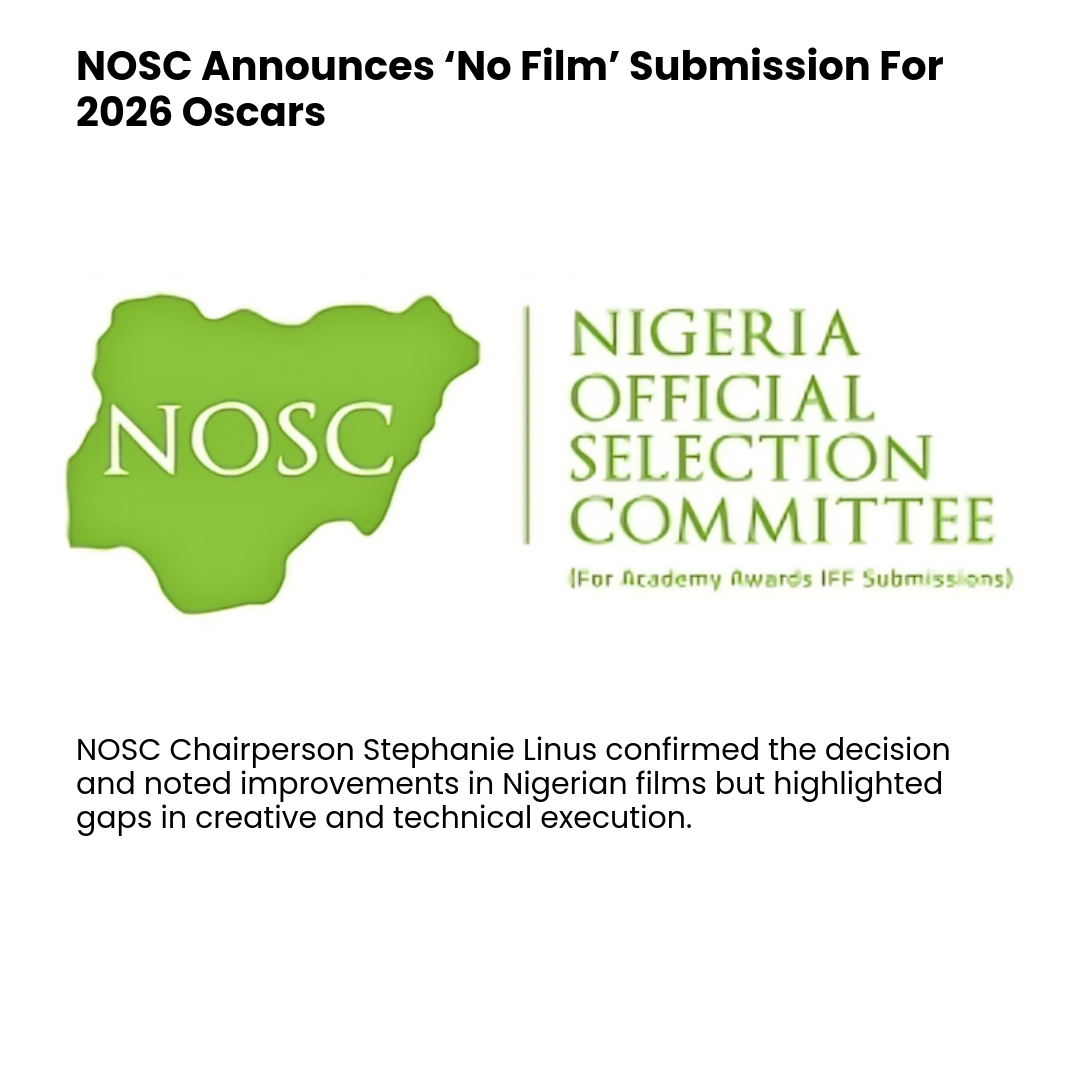 NOSC Announces ‘No Film’ Submission For
2026 Oscars
NOSC
NIGERIA
OFFICIAL
SELECTION
COMMITTEE
(For Academy Awards IFF Submissions)
NOSC Chairperson Stephanie Linus confirmed the decision
and noted improvements in Nigerian films but highlighted
gaps in creative and technical execution.